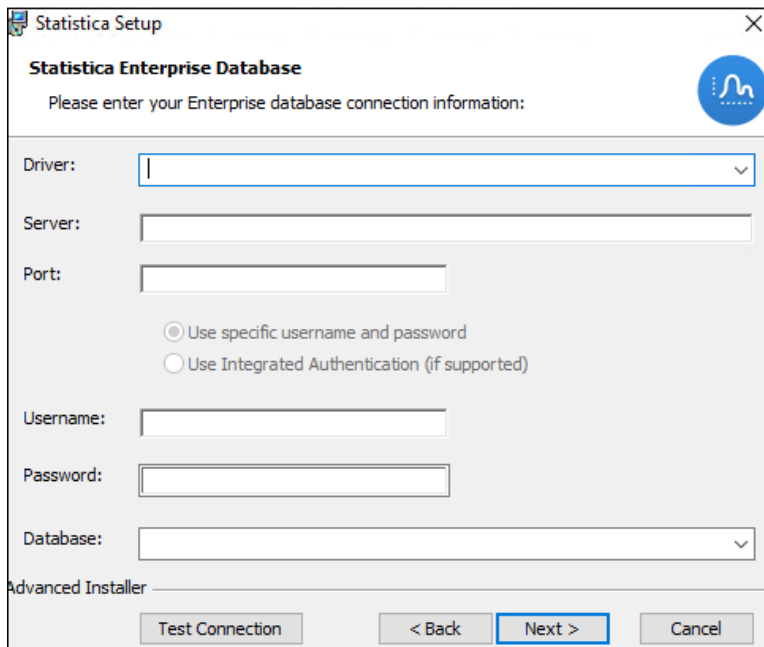 Statistica Setup
Statistica Enterprise Database
Please enter your Enterprise database connection information:
Driver:
Server:
Port:
Use specific username and password
Use Integrated Authentication (if supported)
Username:
Password:
Database:
Advanced Installer
Test Connection < Back Next > Cancel